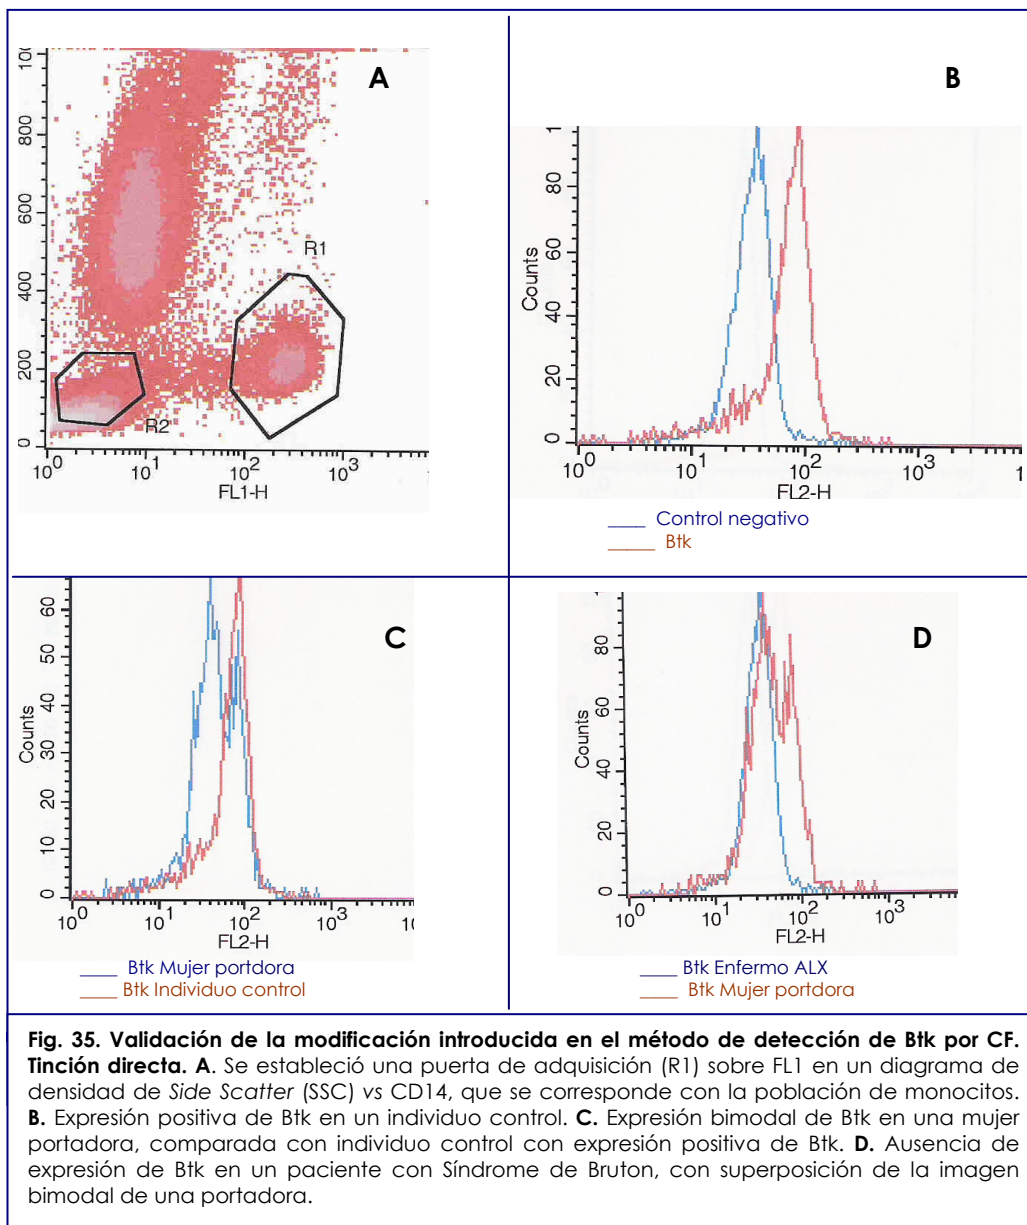 A
100
800
600
400
200
0
R1
R2
10^0 10^1 10^2 10^3
FL1-H
B
1
80
60
40
20
0
Counts
10^0 10^1 10^2 10^3 1
FL2-H
____ Control negativo
_____ Btk
C
60
50
40
30
20
10
0
Counts
10^0 10^1 10^2 10^3
FL2-H
____ Btk Mujer portdora
____ Btk Individuo control
D
80
60
40
20
0
Counts
10^0 10^1 10^2 10^3
FL2-H
____ Btk Enfermo ALX
____ Btk Mujer portdora
Fig. 35. Validación de la modificación introducida en el método de detección de Btk por CF.
Tinción directa. A. Se estableció una puerta de adquisición (R1) sobre FL1 en un diagrama de
densidad de Side Scatter (SSC) vs CD14, que se corresponde con la población de monocitos.
B. Expresión positiva de Btk en un individuo control. C. Expresión bimodal de Btk en una mujer
portadora, comparada con individuo control con expresión positiva de Btk. D. Ausencia de
expresión de Btk en un paciente con Síndrome de Bruton, con superposición de la imagen
bimodal de una portadora.